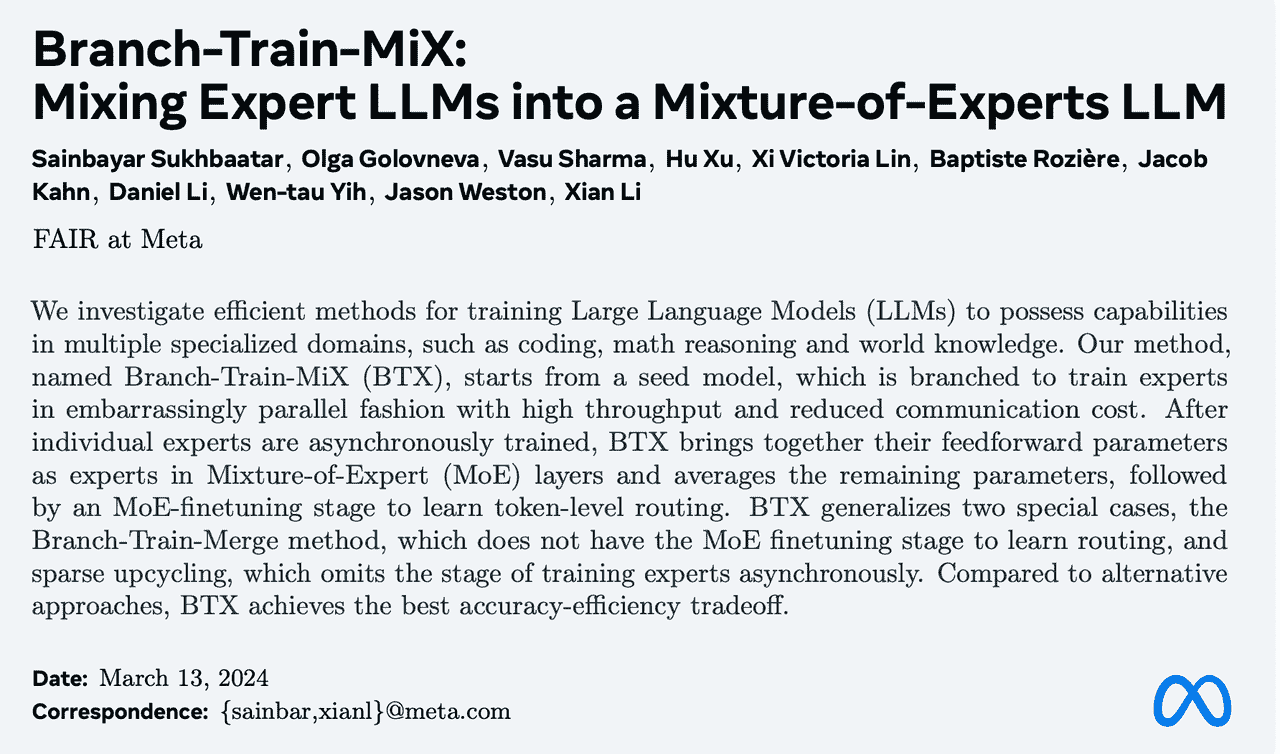 Branch-Train-MiX:
Mixing Expert LLMs into a Mixture-of-Experts LLM
Sainbayar Sukhbaatar, Olga Golovneva, Vasu Sharma, Hu Xu, Xi Victoria Lin, Baptiste Rozière, Jacob
Kahn, Daniel Li, Wen-tau Yih, Jason Weston, Xian Li
FAIR at Meta
We investigate efficient methods for training Large Language Models (LLMs) to possess capabilities
in multiple specialized domains, such as coding, math reasoning and world knowledge. Our method,
named Branch-Train-MiX (BTX), starts from a seed model, which is branched to train experts
in embarrassingly parallel fashion with high throughput and reduced communication cost. After
individual experts are asynchronously trained, BTX brings together their feedforward parameters
as experts in Mixture-of-Expert (MoE) layers and averages the remaining parameters, followed
by an MoE-finetuning stage to learn token-level routing. BTX generalizes two special cases, the
Branch-Train-Merge method, which does not have the MoE finetuning stage to learn routing, and
sparse upcycling, which omits the stage of training experts asynchronously. Compared to alternative
approaches, BTX achieves the best accuracy-efficiency tradeoff.
Date: March 13, 2024
Correspondence: {sainbar,xianl}@meta.com